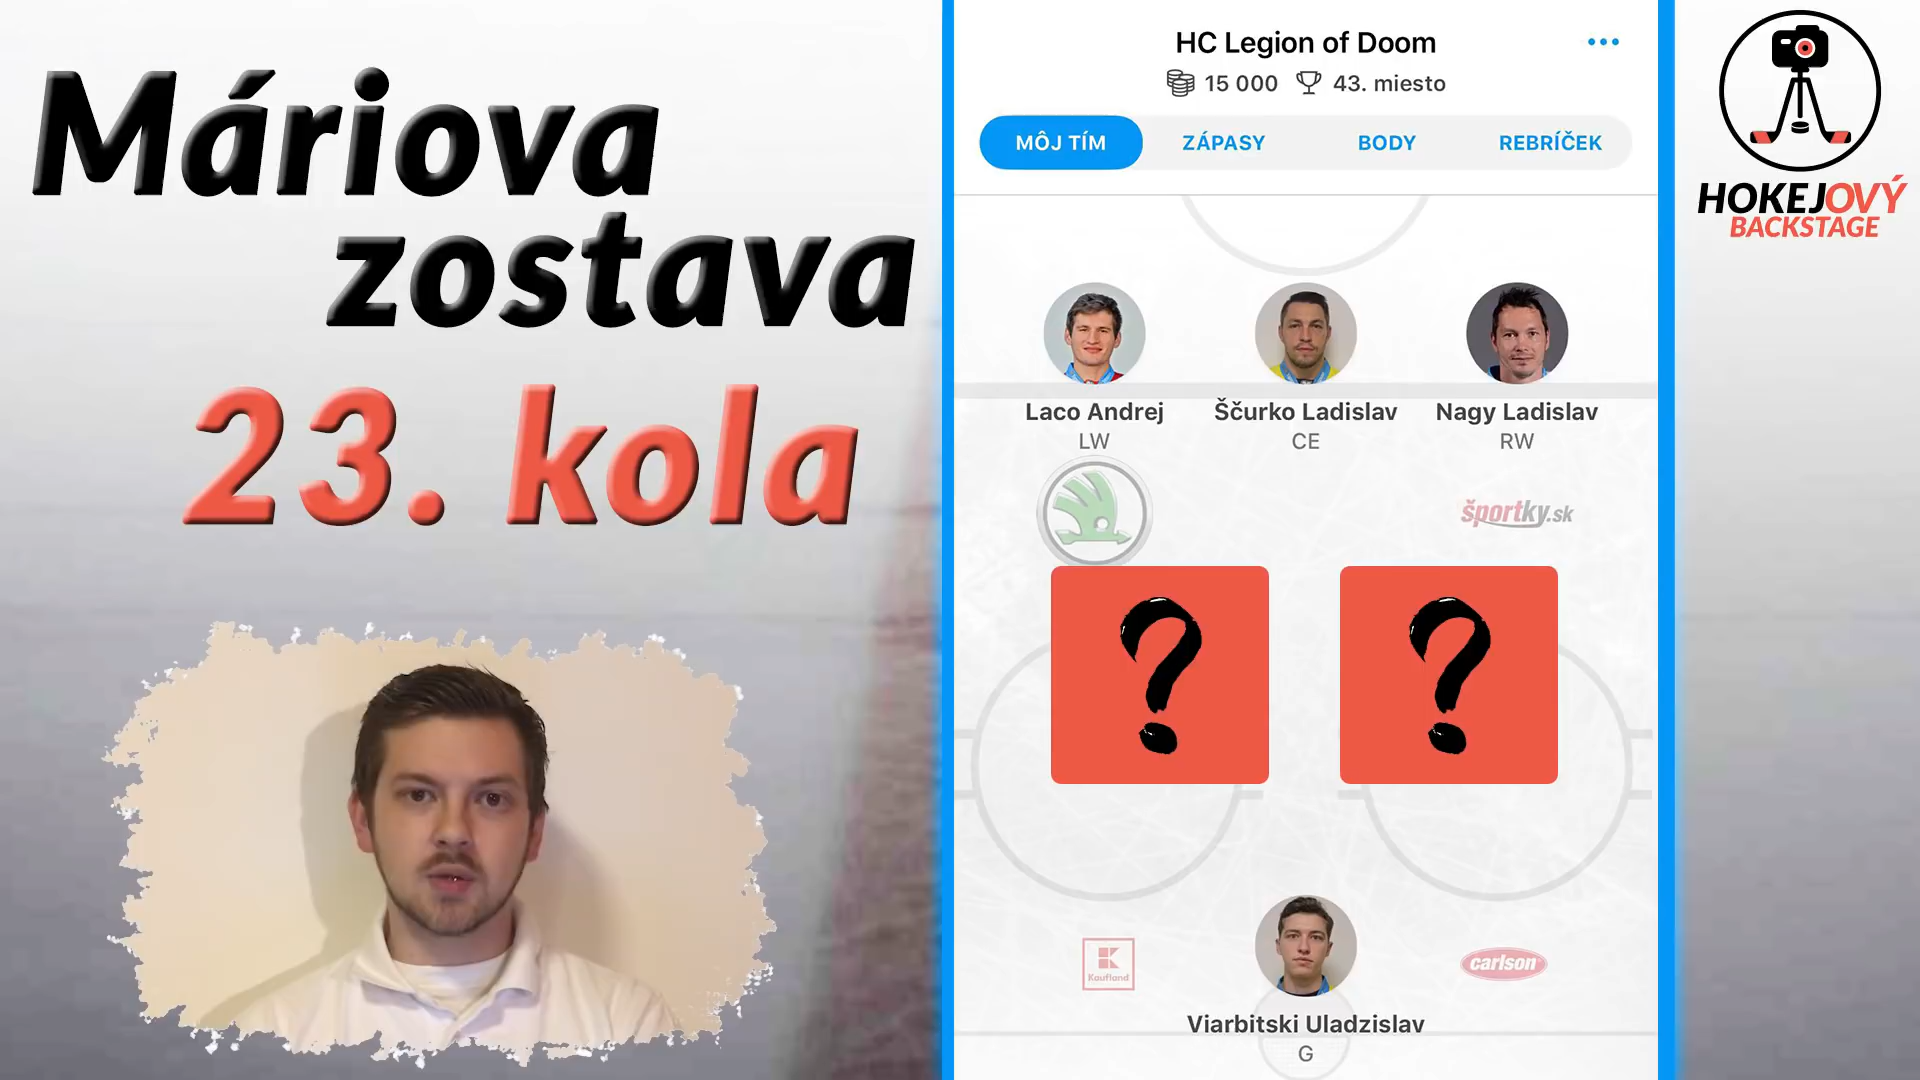 Máriova
zostava
23. kola
HC Legion of Doom
15 000 43. miesto
MÔJ TÍM ZÁPASY BODY REBRÍČEK
Laco Andrej Ščurko Ladislav Nagy Ladislav
LW CE RW
športky.sk
? ?
Kaufland carlson
Viarbitski Uladzislav
G
HOKEJOVÝ
BACKSTAGE